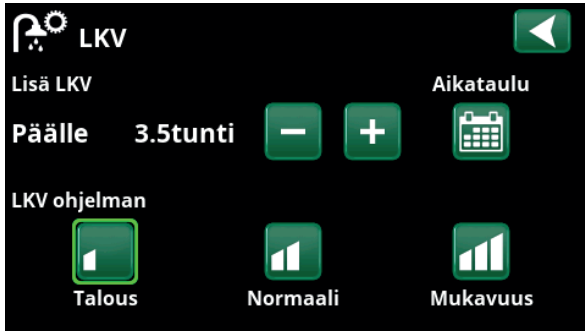 LKV
Lisä LKV
Aikataulu
Päälle 3.5tunti
LKV ohjelman
Talous Normaali Mukavuus